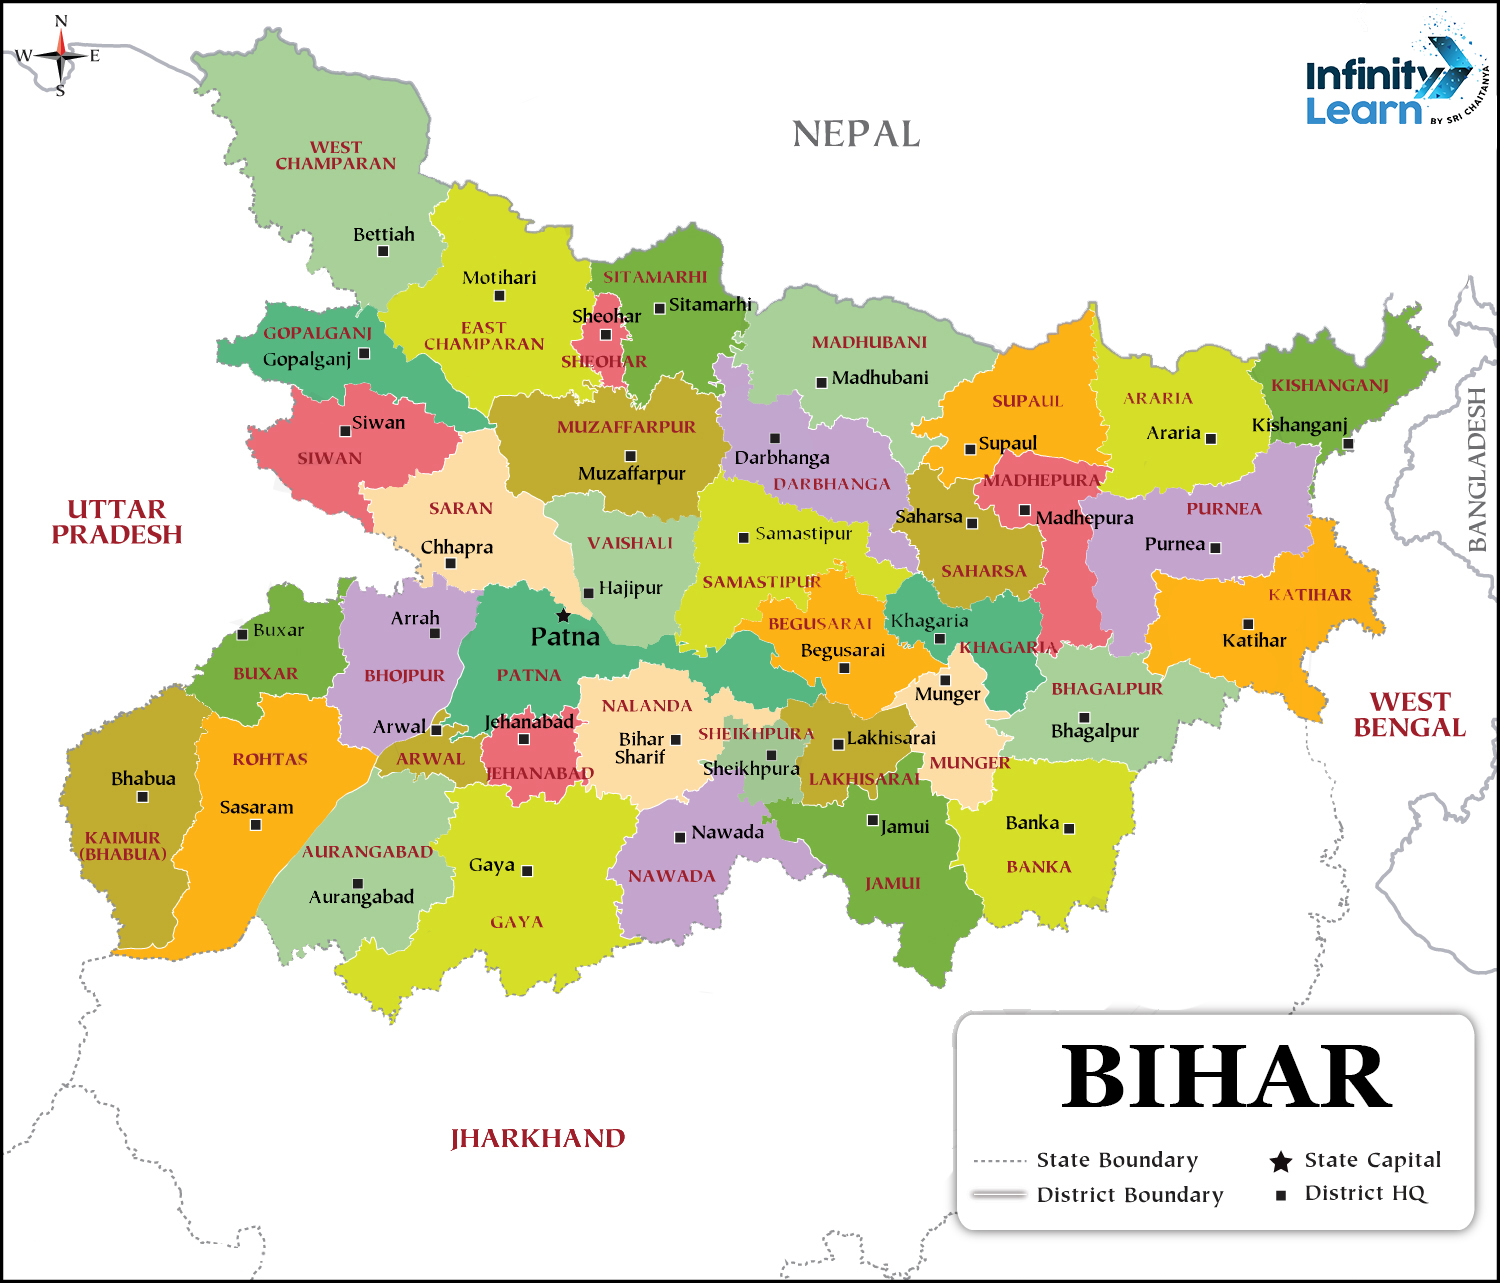 N
W E
S
Infinity
Learn
BY SRI CHAITANYA
NEPAL
WEST
CHAMPARAN
Bettiah
Motihari
EAST
CHAMPARAN
SITAMARHI
Sitamarhi
Sheohar
SHEOHAR
GOPALGANJ
Gopalganj
MADHUBANI
Madhubani
SUPAUL
Supaul
ARARIA
Araria
KISHANGANJ
Kishanganj
BANGLADESH
Siwan
SIWAN
MUZAFFARPUR
Muzaffarpur
Darbhanga
DARBHANGA
MADHEPURA
Madhepura
PURNEA
Purnea
UTTAR
PRADESH
SARAN
Chhapra
VAISHALI
Hajipur
Samastipur
SAMASTIPUR
Saharsa
SAHARSA
KATIHAR
Katihar
Buxar
BUXAR
Arrah
BHOJPUR
Patna
PATNA
BEGUSARAI
Begusarai
Khagaria
KHAGARIA
Munger
MUNGER
BHAGALPUR
Bhagalpur
WEST
BENGAL
Arwal
ARWAL
Jehanabad
JEHANABAD
NALANDA
Bihar
Sharif
SHEIKHPURA
Sheikhpura
Lakhisarai
LAKHISARAI
ROHTAS
Sasaram
Bhabua
KAIMUR
(BHABUA)
AURANGABAD
Aurangabad
Gaya
GAYA
Nawada
NAWADA
Jamui
JAMUI
Banka
BANKA
JHARKHAND
BIHAR
State Boundary
State Capital
District Boundary
District HQ